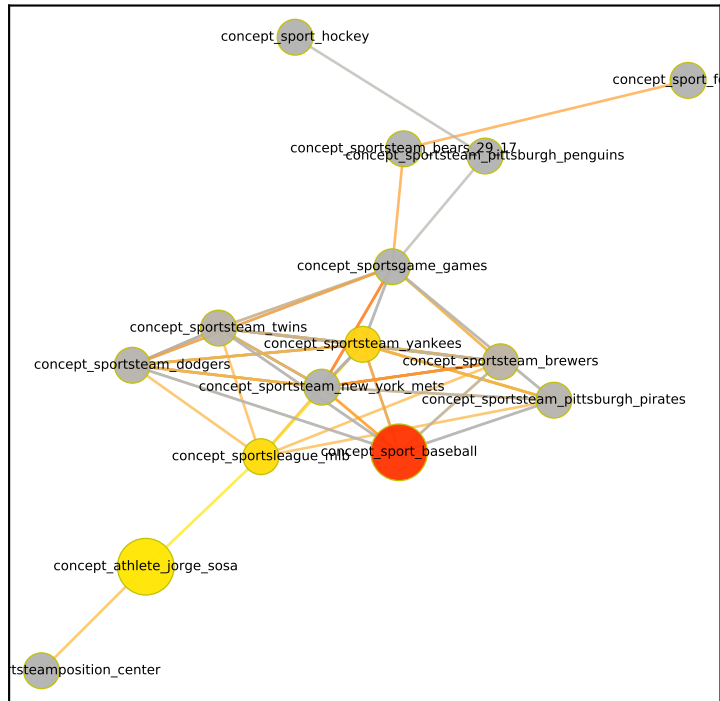 concept_sport_hockey
concept_sport_f
concept_sportsteam_bears_29_17
concept_sportsteam_pittsburgh_penguins
concept_sportsgame_games
concept_sportsteam_twins
concept_sportsteam_yankees
concept_sportsteam_dodgers
concept_sportsteam_brewers
concept_sportsteam_new_york_mets
concept_sportsteam_pittsburgh_pirates
concept_sport_baseball
concept_sportsleague_mlb
concept_athlete_jorge_sosa
rtsteamposition_center